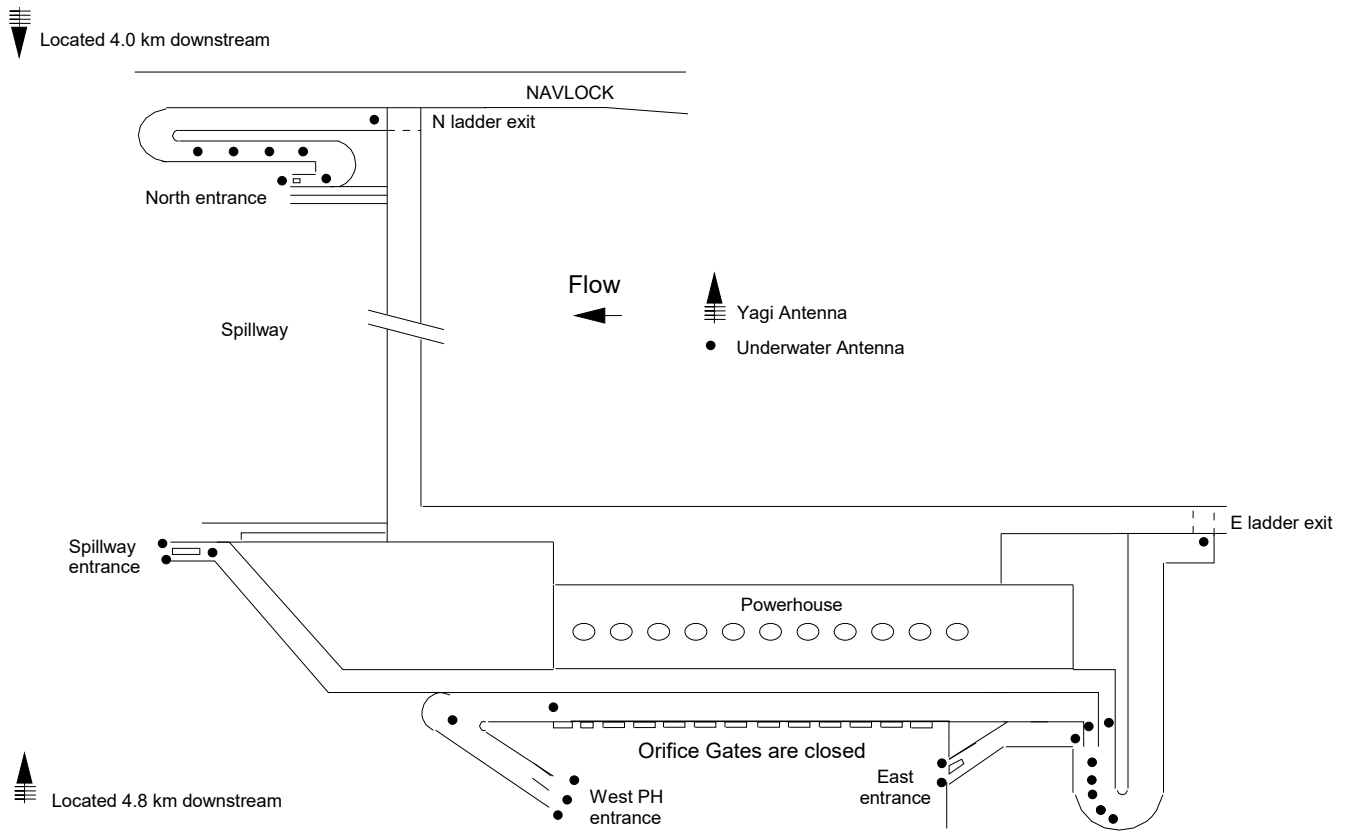 Located 4.0 km downstream
NAVLOCK
N ladder exit
North entrance
Flow
Yagi Antenna
Spillway
Underwater Antenna
E ladder exit
Spillway
entrance
Powerhouse
Orifice Gates are closed
East
entrance
West PH
entrance
Located 4.8 km downstream